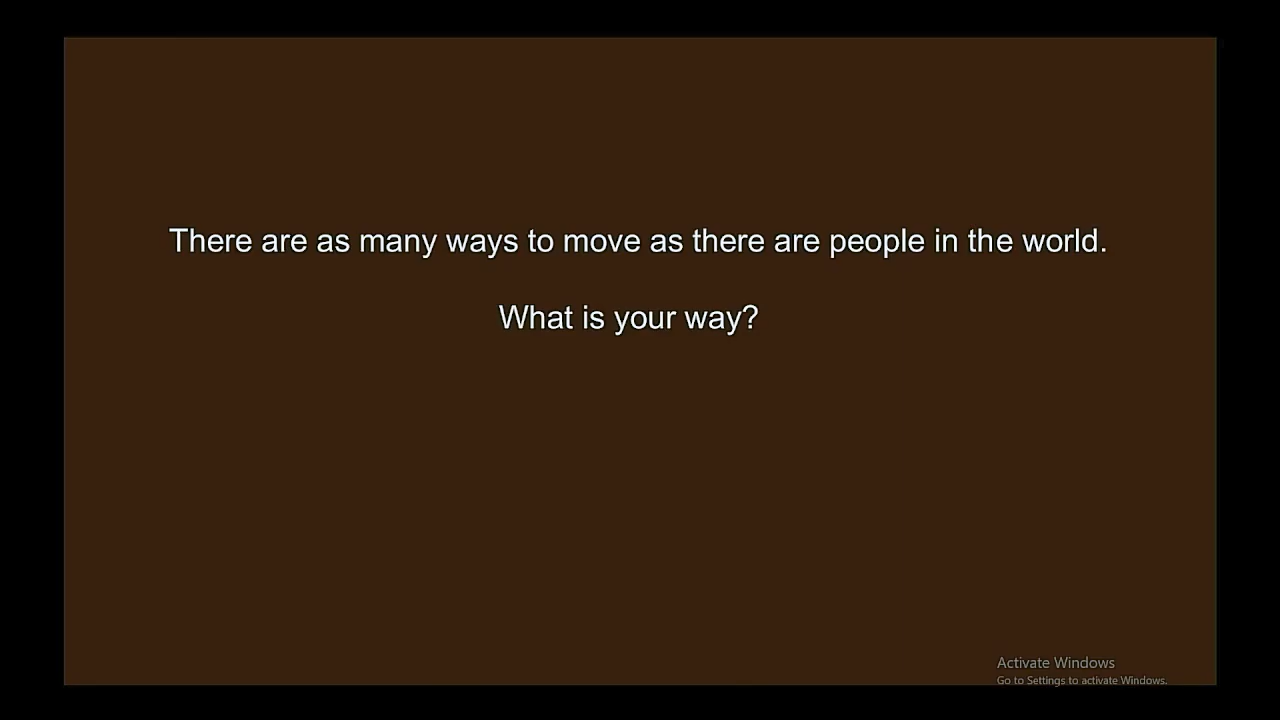 There are as many ways to move as there are people in the world.
What is your way?
Activate Windows
Go to Settings to activate Windows.